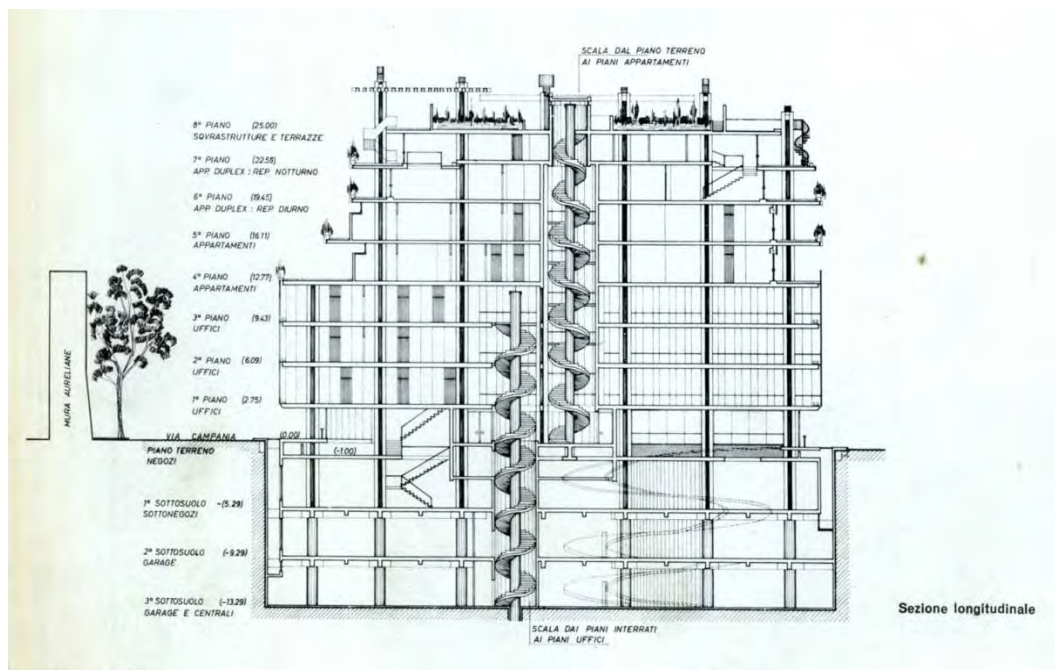 SCALA DAL PIANO TERRENO
AI PIANI APPARTAMENTI
8° PIANO (25.00)
SOVRASTRUTTURE E TERRAZZE
7° PIANO (22.58)
APP. DUPLEX : REP. NOTTURNO
6° PIANO (19.45)
APP. DUPLEX : REP. DIURNO
5° PIANO (16.11)
APPARTAMENTI
4° PIANO (12.77)
APPARTAMENTI
3° PIANO (9.43)
UFFICI
2° PIANO (6.09)
UFFICI
1° PIANO (2.75)
UFFICI
MURA AURELIANE
VIA CAMPANIA (0.00)
PIANO TERRENO (-1.00)
NEGOZI
1° SOTTOSUOLO -(5.29)
SOTTONEGOZI
2° SOTTOSUOLO (-9.29)
GARAGE
3° SOTTOSUOLO (-13.29)
GARAGE E CENTRALI
Sezione longitudinale
SCALA DAI PIANI INTERRATI
AI PIANI UFFICI